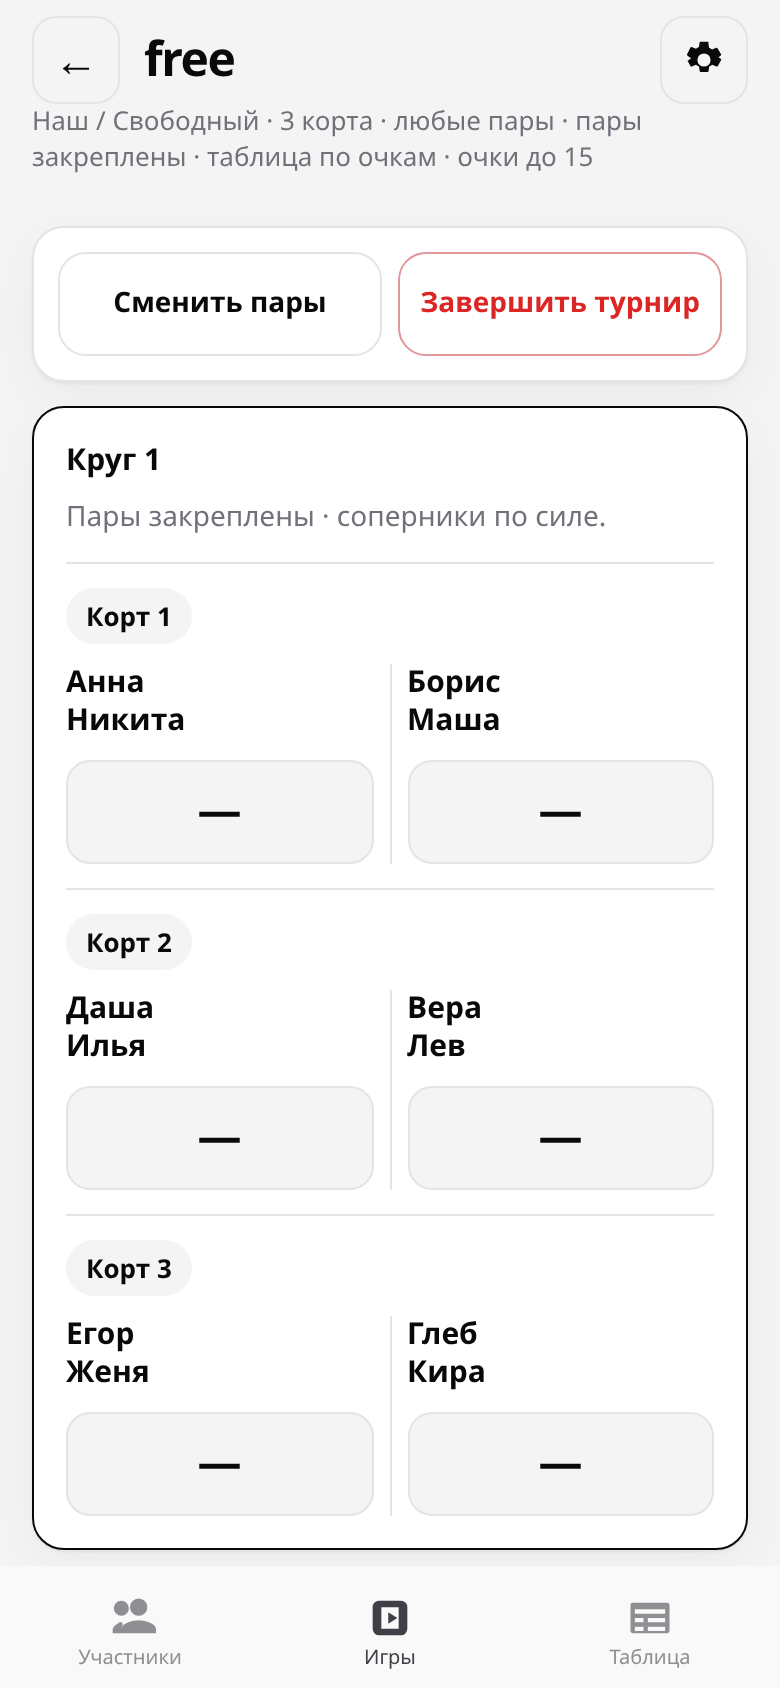 ← free
Наш / Свободный · 3 корта · любые пары · пары
закреплены · таблица по очкам · очки до 15
Сменить пары
Завершить турнир
Круг 1
Пары закреплены · соперники по силе.
Корт 1
Анна
Никита
—
Борис
Маша
—
Корт 2
Даша
Илья
—
Вера
Лев
—
Корт 3
Егор
Женя
—
Глеб
Кира
—
Участники
Игры
Таблица